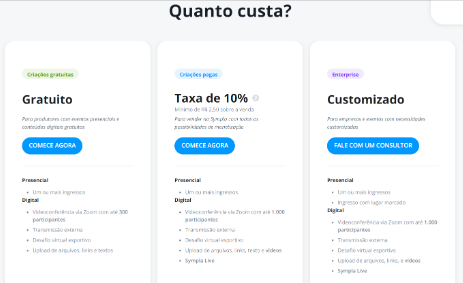 Quanto custa?
Criações gratuitas
Gratuito
Para produtores com eventos presenciais e
conteúdos digitais gratuitos
COMECE AGORA
Presencial
Um ou mais ingressos
Digital
Videoconferência via Zoom com até 300
participantes
Transmissão externa
Desafio virtual esportivo
Upload de arquivos, links e textos
Criações pagas
Taxa de 10%
Mínimo de R$ 2,50 sobre a venda
Para vender na Sympla com todas as
possibilidades de monetização
COMECE AGORA
Presencial
Um ou mais ingressos
Digital
Videoconferência via Zoom com até 1.000
participantes
Transmissão externa
Desafio virtual esportivo
Upload de arquivos, links, texto e vídeos
Sympla Live
Enterprise
Customizado
Para empresas e eventos com necessidades
customizadas
FALE COM UM CONSULTOR
Presencial
Um ou mais ingressos
Ingresso com lugar marcado
Digital
Videoconferência via Zoom com até 1.000
participantes
Transmissão externa
Desafio virtual esportivo
Upload de arquivos, links, e vídeos
Sympla Live